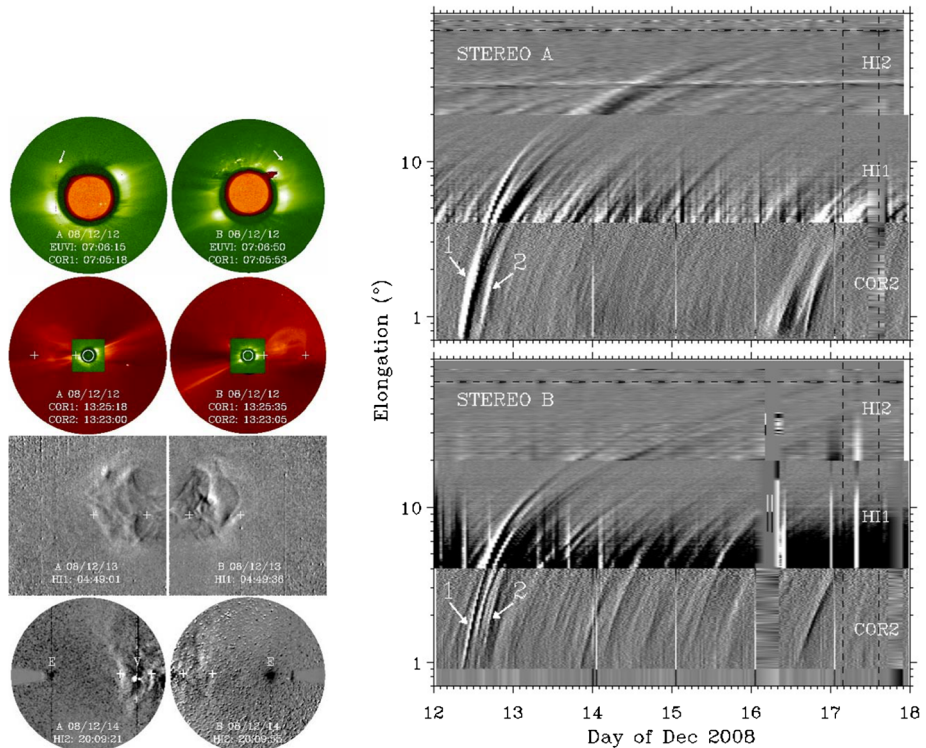 A 08/12/12
EUVI: 07:06:15
COR1: 07:05:18
B 08/12/12
EUVI: 07:06:50
COR1: 07:05:53
A 08/12/12
COR1: 13:25:18
COR2: 13:23:00
B 08/12/12
COR1: 13:25:35
COR2: 13:23:05
A 08/12/13
HI1: 04:49:01
B 08/12/13
HI1: 04:49:36
E
V
A 08/12/14
HI2: 20:09:21
E
B 08/12/14
Elongation (°)
STEREO A
HI2
10
HI1
1
2
COR2
1
STEREO B
HI2
10
HI1
1
2
COR2
1
12 13 14 15 16 17 18
Day of Dec 2008